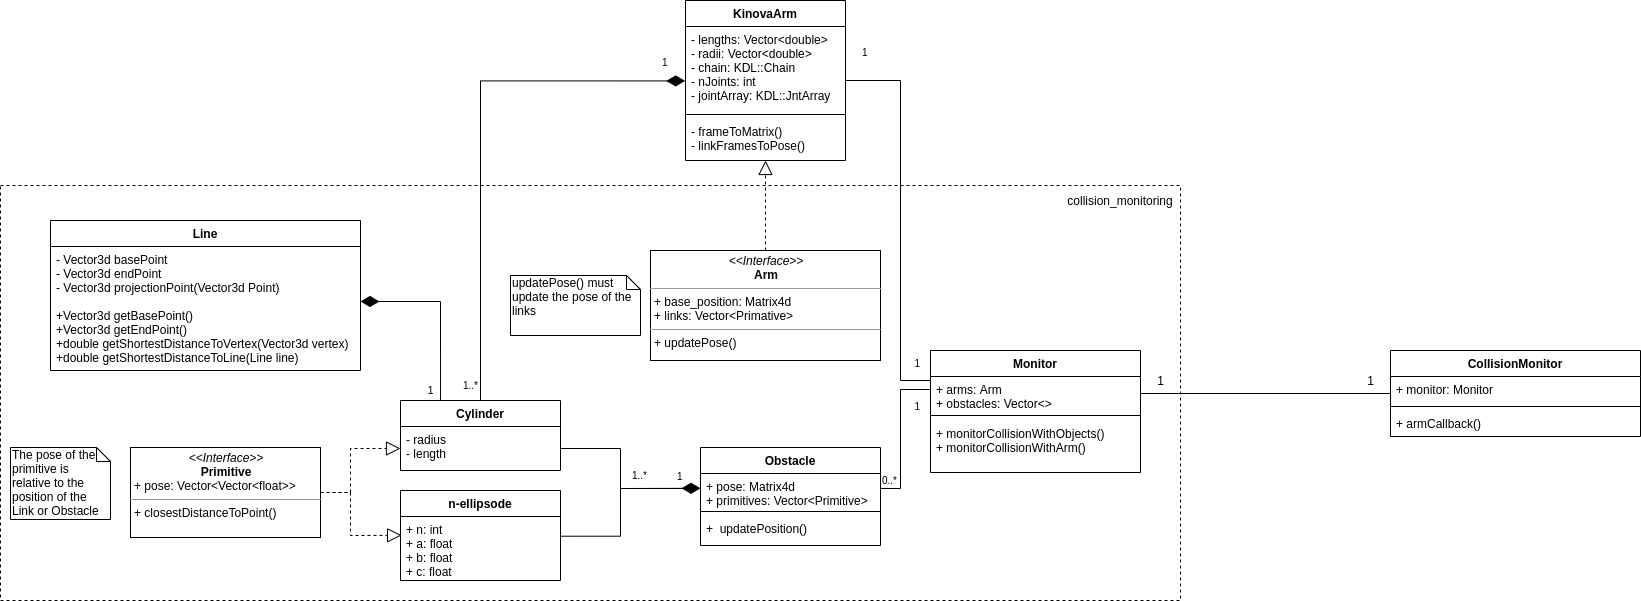 KinovaArm
- lengths: Vector<double>
- radii: Vector<double>
- chain: KDL::Chain
- nJoints: int
- jointArray: KDL::JntArray
- frameToMatrix()
- linkFramesToPose()
1
1
collision_monitoring
Line
- Vector3d basePoint
- Vector3d endPoint
- Vector3d projectionPoint(Vector3d Point)
+Vector3d getBasePoint()
+Vector3d getEndPoint()
+double getShortestDistanceToVertex(Vector3d vertex)
+double getShortestDistanceToLine(Line line)
1
1..*
updatePose() must
update the pose of the
links
<<Interface>>
Arm
+ base_position: Matrix4d
+ links: Vector<Primative>
+ updatePose()
1
1
Monitor
+ arms: Arm
+ obstacles: Vector<>
+ monitorCollisionWithObjects()
+ monitorCollisionWithArm()
1
1
CollisionMonitor
+ monitor: Monitor
+ armCallback()
Cylinder
- radius
- length
The pose of the
primitive is
relative to the
position of the
Link or Obstacle
<<Interface>>
Primitive
+ pose: Vector<Vector<float>>
+ closestDistanceToPoint()
n-ellipsode
+ n: int
+ a: float
+ b: float
+ c: float
1..*
1
Obstacle
+ pose: Matrix4d
+ primitives: Vector<Primitive>
+  updatePosition()
0..*